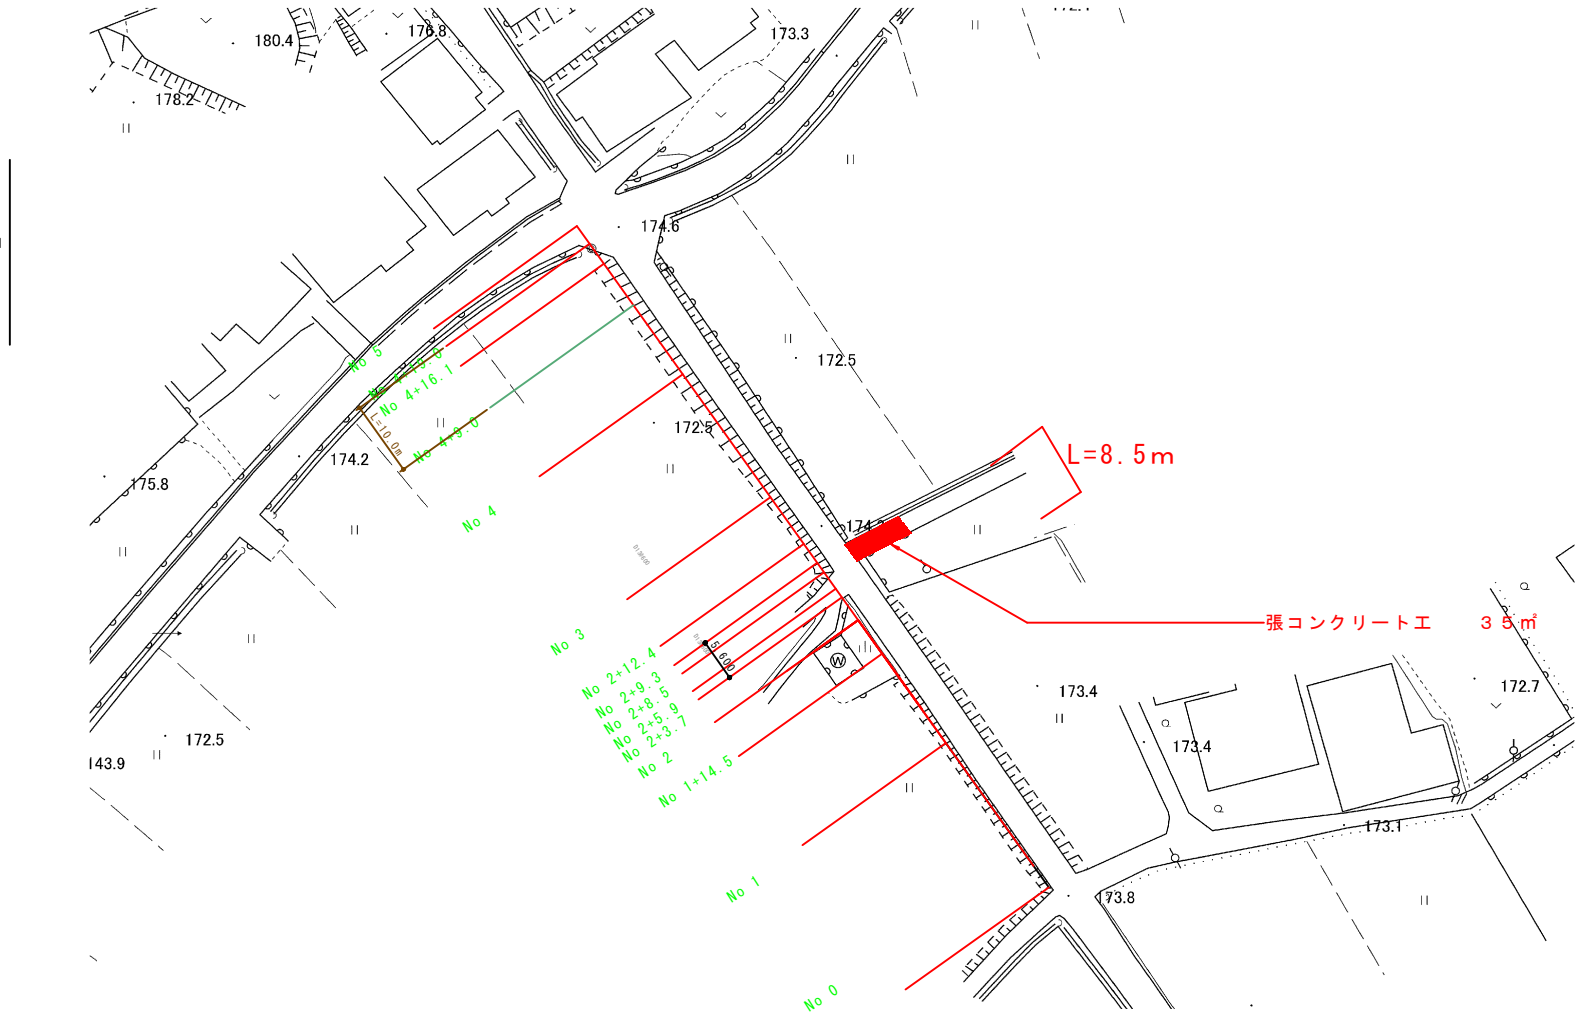 180.4
176.8
173.3
178.2
174.6
172.5
No 5
No 4+16.1
No 4+9.0
L=10.0m
172.5
174.2
175.8
L=8.5m
No 4
No 3
5,600
張コンクリート工 35㎡
No 2+12.4
No 2+9.3
No 2+8.5
No 2+5.9
No 2+3.7
No 2
No 1+14.5
W
173.4
172.7
173.4
172.5
143.9
173.1
No 1
173.8
No 0